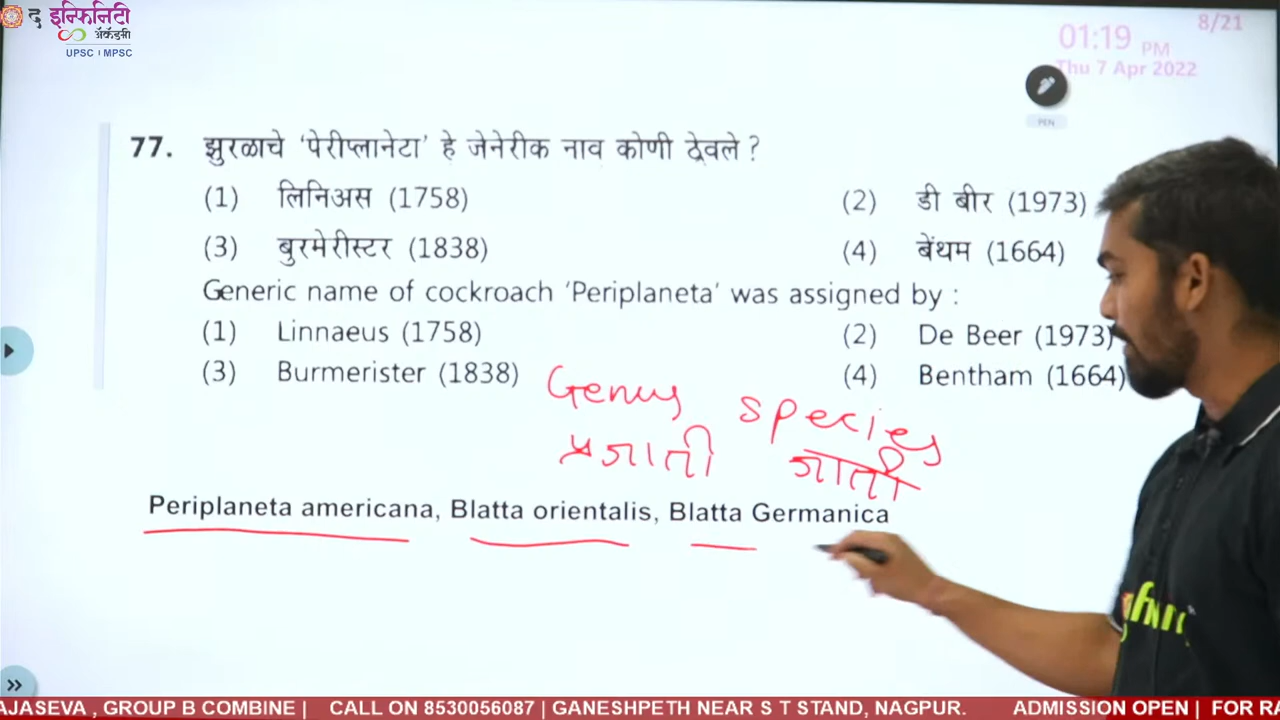 द इन्फिनिटी
ॲकॅडमी
UPSC | MPSC
8/21
01:19 PM
Thu 7 Apr 2022
PEN
77. झुरळाचे ‘पेरीप्लानेटा’ हे जेनेरीक नाव कोणी ठेवले ?
(1) लिनिअस (1758) (2) डी बीर (1973)
(3) बुरमेरीस्टर (1838) (4) बेंथम (1664)
Generic name of cockroach ‘Periplaneta’ was assigned by :
(1) Linnaeus (1758) (2) De Beer (1973)
(3) Burmerister (1838) (4) Bentham (1664)
Genus species
प्रजाती जाती
Periplaneta americana, Blatta orientalis, Blatta Germanica
AJASEVA , GROUP B COMBINE | CALL ON 8530056087 | GANESHPETH NEAR S T STAND, NAGPUR. ADMISSION OPEN | FOR RA